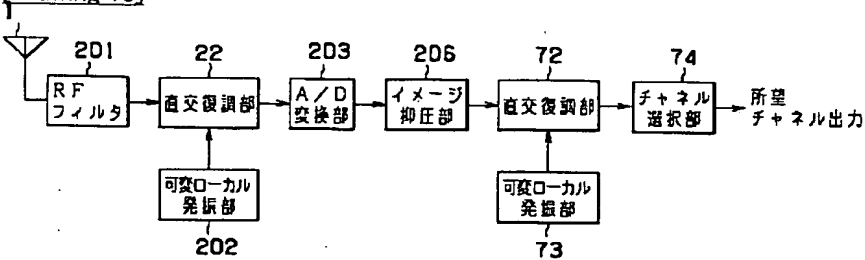 1
201
22
203
206
72
74
RF
フィルタ
直交復調部
A/D
変換部
イメージ
抑圧部
直交復調部
チャネル
選択部
所望
チャネル出力
可変ローカル
発振部
可変ローカル
発振部
202
73